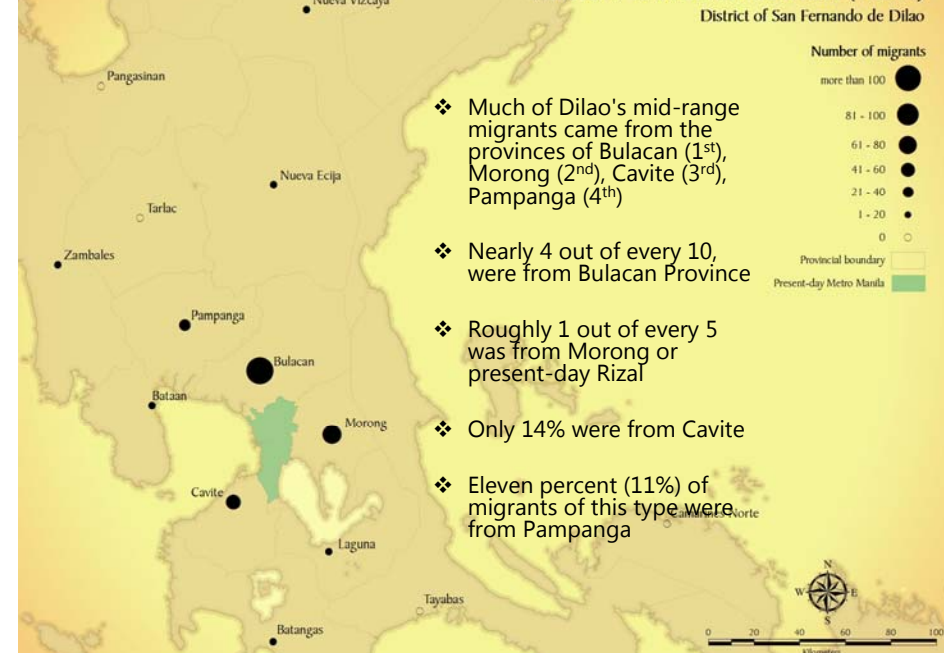 Nueva Vizcaya
District of San Fernando de Dilao
Number of migrants
more than 100
81 - 100
61 - 80
41 - 60
21 - 40
1 - 20
0
Provincial boundary
Present-day Metro Manila
Pangasinan
Nueva Ecija
Tarlac
Zambales
Pampanga
Bulacan
Bataan
Morong
Cavite
Laguna
Tayabas
Batangas
Camarines Norte
❖ Much of Dilao's mid-range
migrants came from the
provinces of Bulacan (1st),
Morong (2nd), Cavite (3rd),
Pampanga (4th)
❖ Nearly 4 out of every 10,
were from Bulacan Province
❖ Roughly 1 out of every 5
was from Morong or
present-day Rizal
❖ Only 14% were from Cavite
❖ Eleven percent (11%) of
migrants of this type were
from Pampanga
N
W E
S
0 20 40 60 80 100
Kilometers